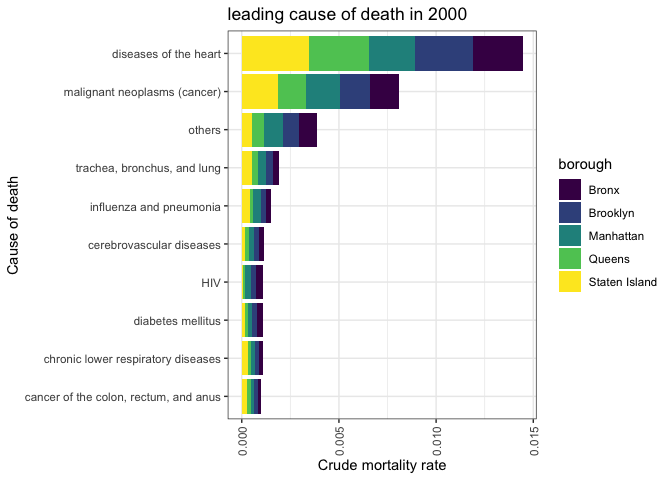 leading cause of death in 2000
diseases of the heart
malignant neoplasms (cancer)
others
trachea, bronchus, and lung
influenza and pneumonia
cerebrovascular diseases
HIV
diabetes mellitus
chronic lower respiratory diseases
cancer of the colon, rectum, and anus
Cause of death
0.000
0.005
0.010
0.015
Crude mortality rate
borough
Bronx
Brooklyn
Manhattan
Queens
Staten Island